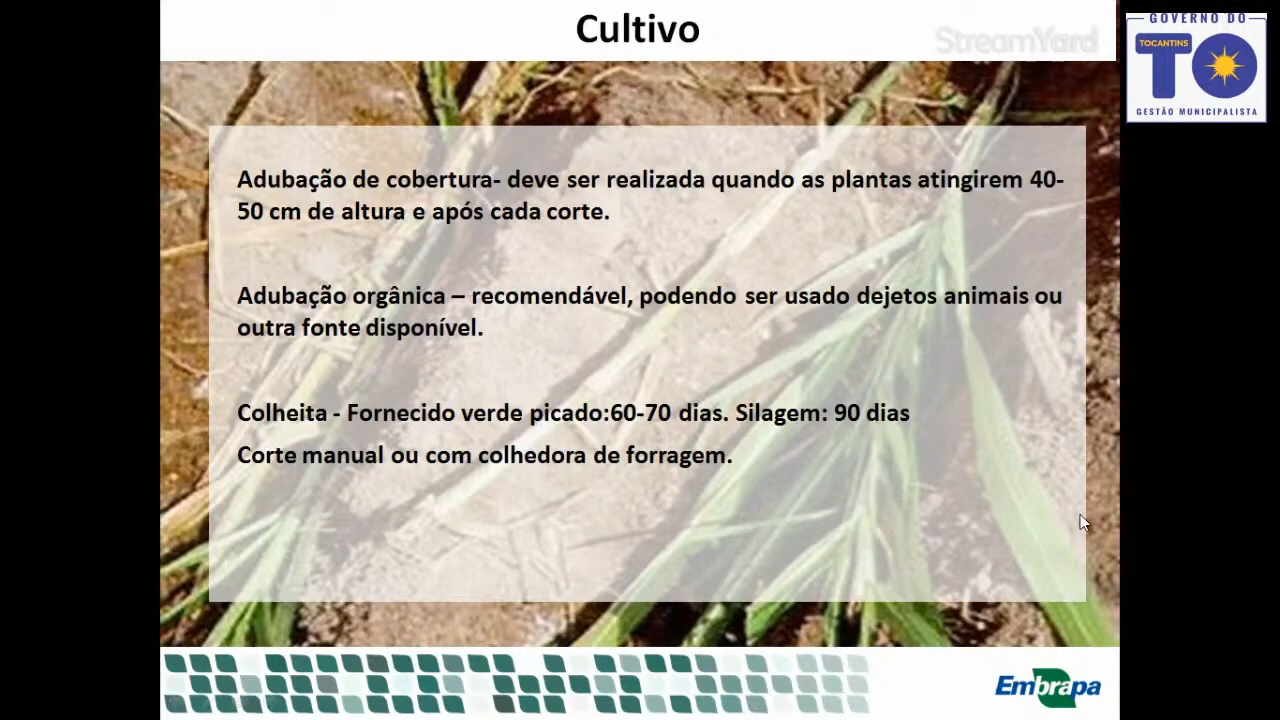 Cultivo
StreamYard
GOVERNO DO
TOCANTINS
TO
GESTÃO MUNICIPALISTA
Adubação de cobertura- deve ser realizada quando as plantas atingirem 40-
50 cm de altura e após cada corte.
Adubação orgânica – recomendável, podendo ser usado dejetos animais ou
outra fonte disponível.
Colheita - Fornecido verde picado:60-70 dias. Silagem: 90 dias
Corte manual ou com colhedora de forragem.
Embrapa